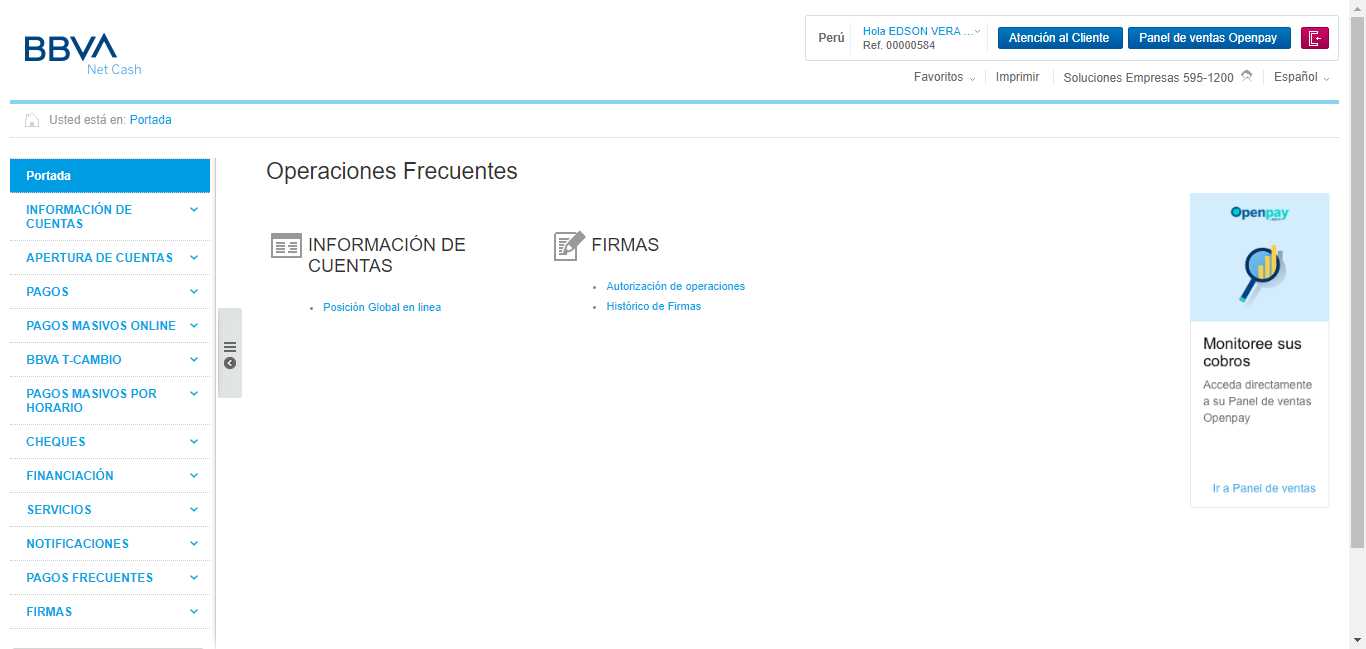 BBVA
Net Cash
Perú
Hola EDSON VERA ...
Ref. 00000584
Atención al Cliente
Panel de ventas Openpay
Favoritos
Imprimir
Soluciones Empresas 595-1200
Español
Usted está en: Portada
Portada
INFORMACIÓN DE
CUENTAS
APERTURA DE CUENTAS
PAGOS
PAGOS MASIVOS ONLINE
BBVA T-CAMBIO
PAGOS MASIVOS POR
HORARIO
CHEQUES
FINANCIACIÓN
SERVICIOS
NOTIFICACIONES
PAGOS FRECUENTES
FIRMAS
Operaciones Frecuentes
INFORMACIÓN DE
CUENTAS
Posición Global en línea
FIRMAS
Autorización de operaciones
Histórico de Firmas
Openpay
Monitoree sus
cobros
Acceda directamente
a su Panel de ventas
Openpay
Ir a Panel de ventas